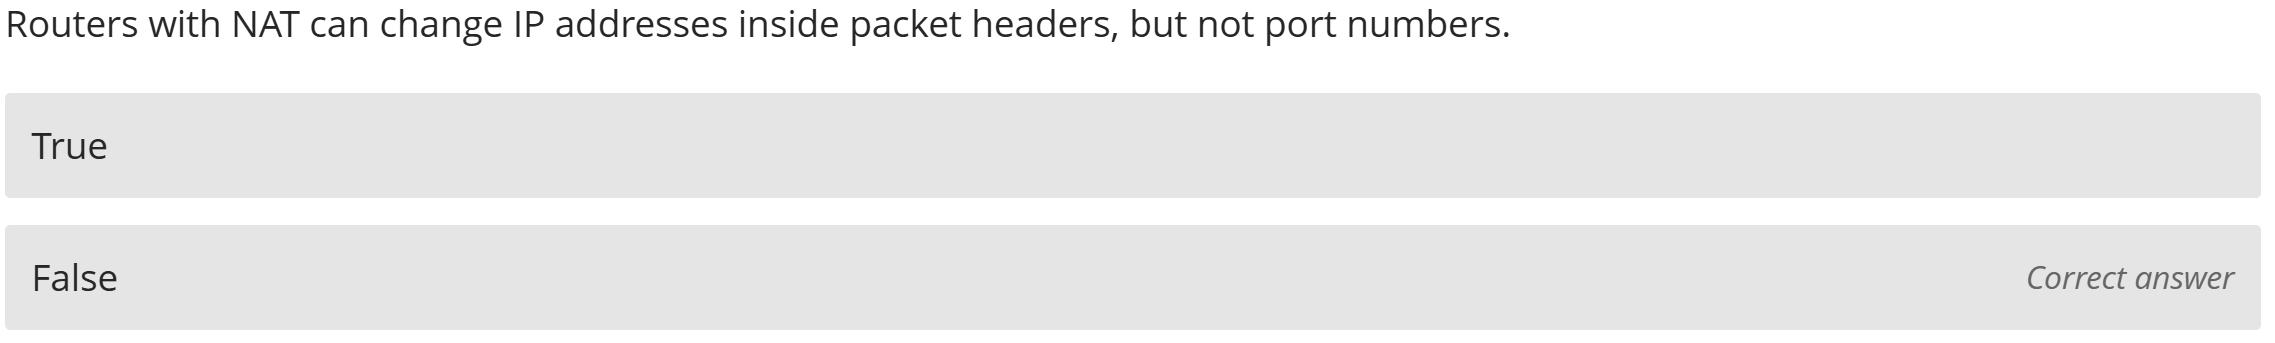 Routers with NAT can change IP addresses inside packet headers, but not port numbers.
True
False Correct answer